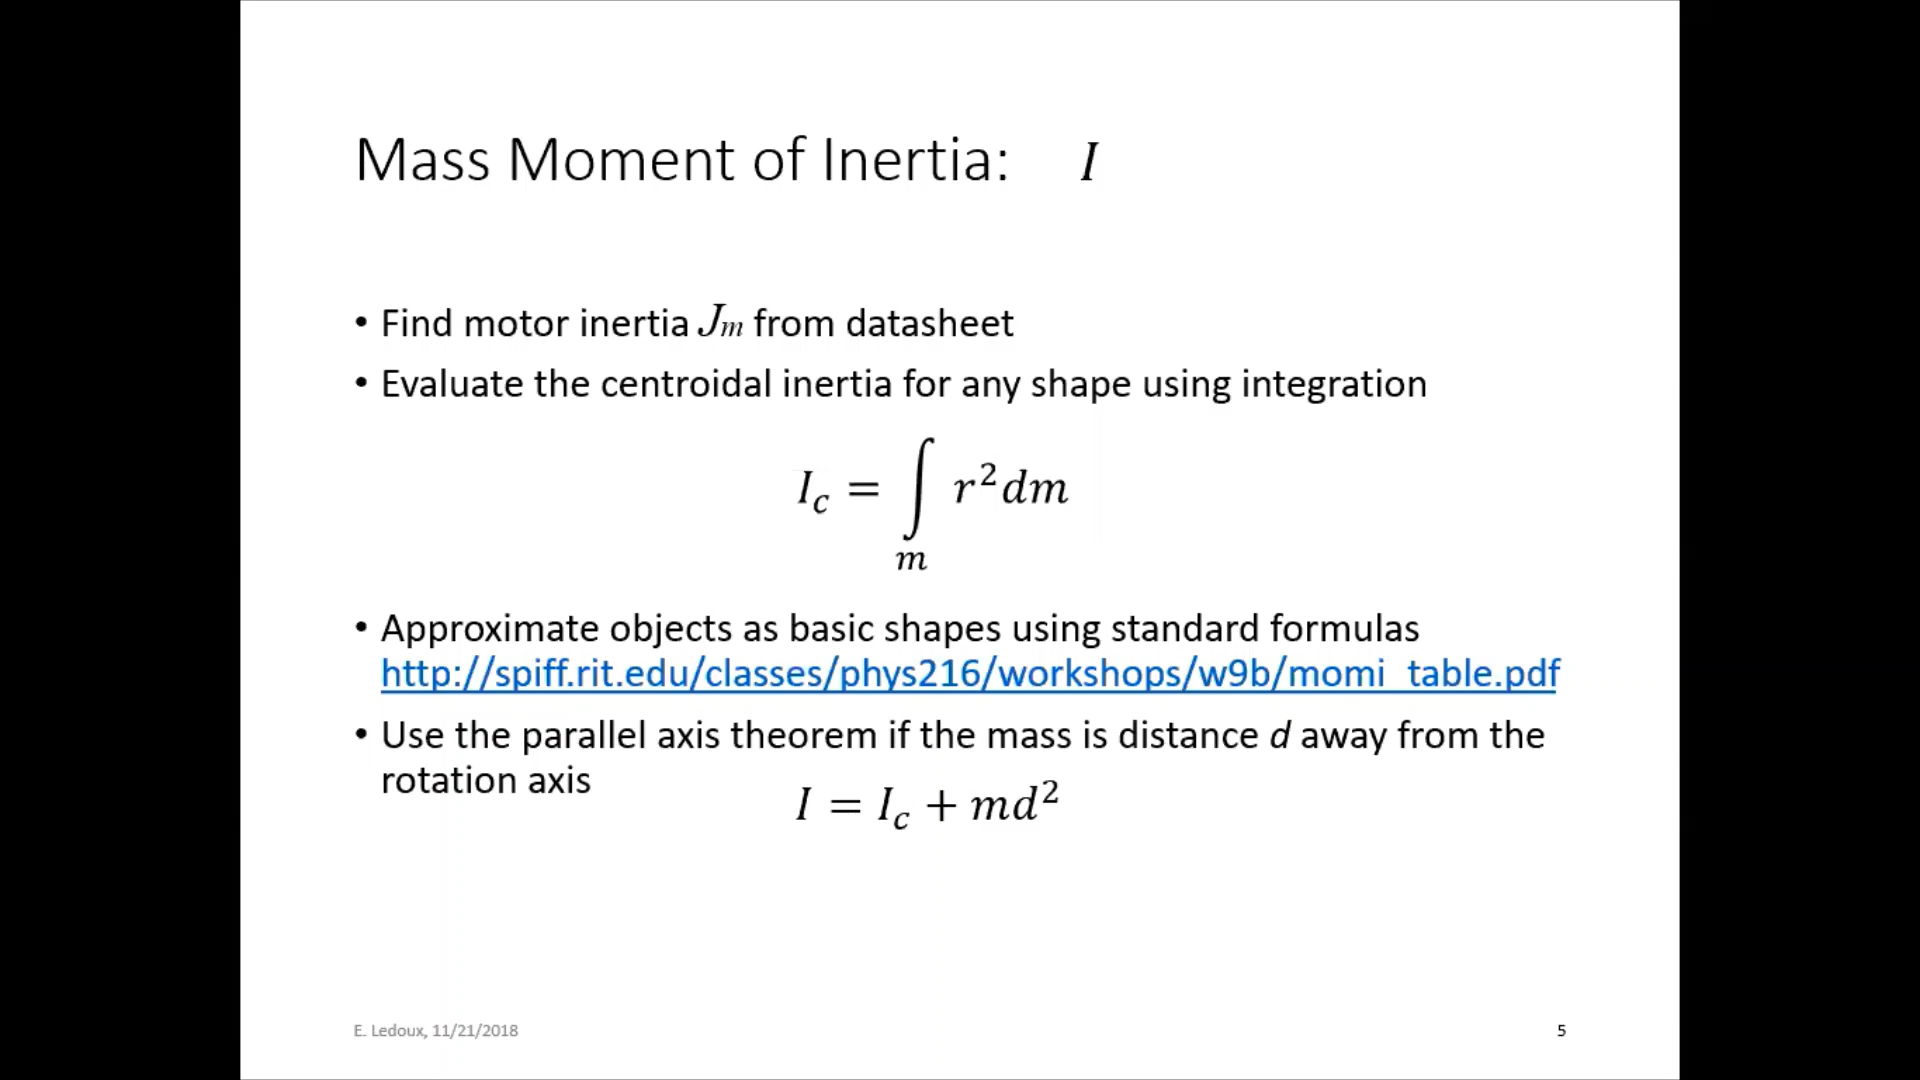 Mass Moment of Inertia: I
• Find motor inertia Jm from datasheet
• Evaluate the centroidal inertia for any shape using integration
I_c = ∫_m r² dm
• Approximate objects as basic shapes using standard formulas
http://spiff.rit.edu/classes/phys216/workshops/w9b/momi_table.pdf
• Use the parallel axis theorem if the mass is distance d away from the
rotation axis
I = I_c + md²
E. Ledoux, 11/21/2018
5